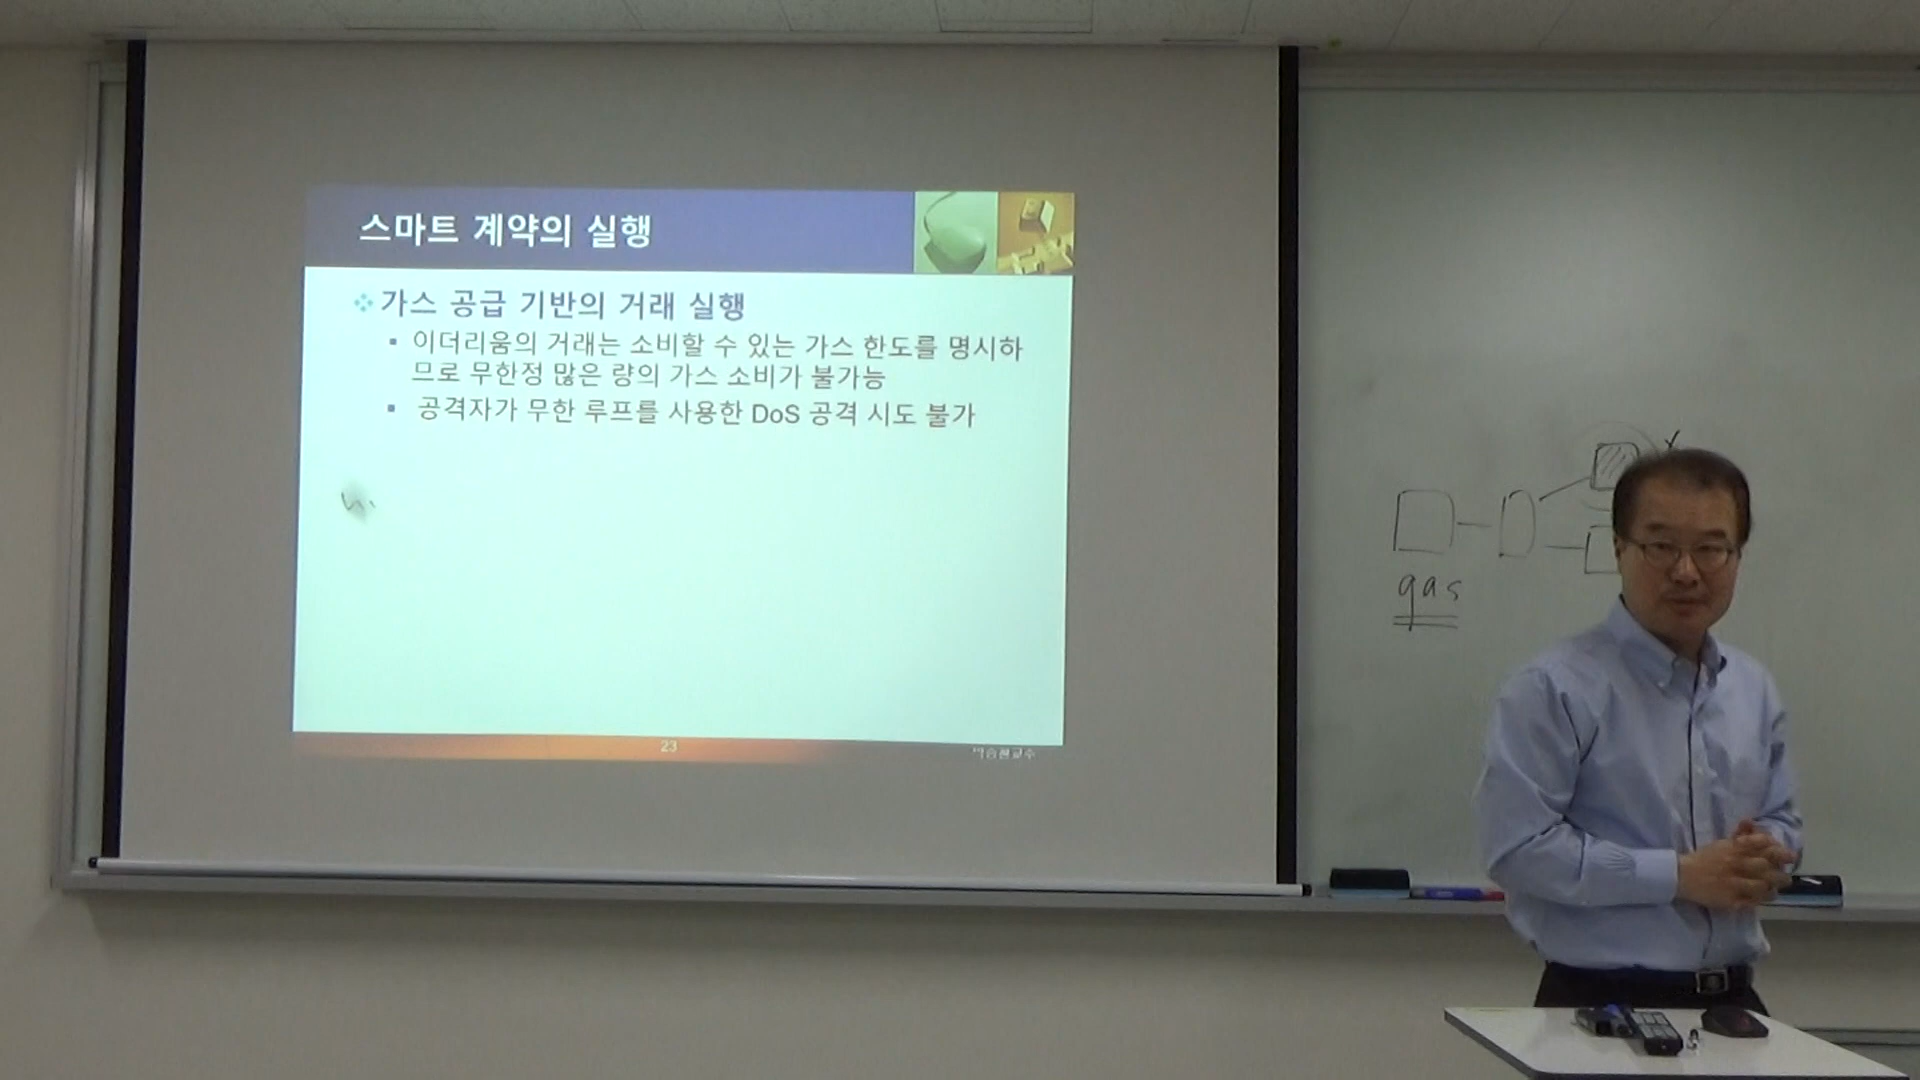 스마트 계약의 실행
가스 공급 기반의 거래 실행
이더리움의 거래는 소비할 수 있는 가스 한도를 명시하
므로 무한정 많은 량의 가스 소비가 불가능
공격자가 무한 루프를 사용한 DoS 공격 시도 불가
23
gas